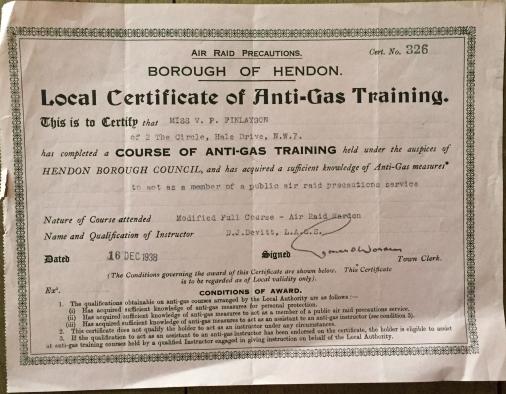 AIR RAID PRECAUTIONS.
Cert. No. 326
BOROUGH OF HENDON.
Local Certificate of Anti-Gas Training.
This is to Certify that MISS V. P. FINLAYSON
of 2 The Circle, Hale Drive, N.W.7.
has completed a COURSE OF ANTI-GAS TRAINING held under the auspices of
HENDON BOROUGH COUNCIL, and has acquired a sufficient knowledge of Anti-Gas measures*
to act as a member of a public air raid precautions service
Nature of Course attended Modified Full Course - Air Raid Warden
Name and Qualification of Instructor D.J.Devitt, L.A.G.S.
Dated 16 DEC 1938 Signed Town Clerk.
(The Conditions governing the award of this Certificate are shown below. This Certificate
is to be regarded as of Local validity only).
CONDITIONS OF AWARD.
1. The qualifications obtainable on anti-gas courses arranged by the Local Authority are as follows:—
(i) Has acquired sufficient knowledge of anti-gas measures for personal protection.
(ii) Has acquired sufficient knowledge of anti-gas measures to act as a member of a public air raid precautions service.
(iii) Has acquired sufficient knowledge of anti-gas measures to act as an assistant to an anti-gas instructor (see condition 3).
2. This certificate does not qualify the holder to act as an instructor under any circumstances.
3. If the qualification to act as an assistant to an anti-gas instructor has been endorsed on the certificate, the holder is eligible to assist
at anti-gas training courses held by a qualified Instructor engaged in giving instruction on behalf of the Local Authority.